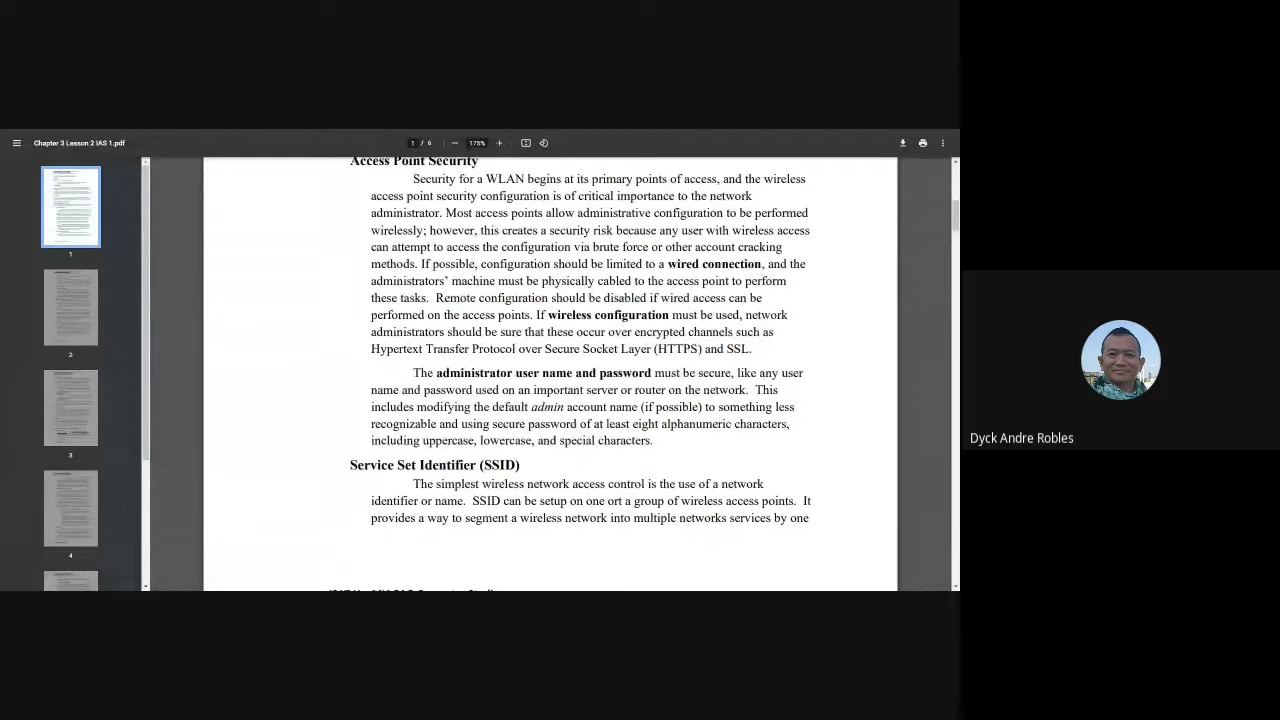 Chapter 3 Lesson 2 IAS 1.pdf
1 / 6
175%
Access Point Security
Security for a WLAN begins at the primary points of access, and the wireless
access point security configuration is of critical importance to the network
administrator. Most access points allow administrative configuration to be performed
wirelessly; however, this creates a security risk because any user with wireless access
can attempt to access the configuration via brute force or other account cracking
methods. If possible, configuration should be limited to a wired connection, and the
administrators’ machine must be physically cabled to the access point to perform
these tasks. Remote configuration should be disabled if wired access can be
performed on the access points. If wireless configuration must be used, network
administrators should be sure that these occur over encrypted channels such as
Hypertext Transfer Protocol over Secure Socket Layer (HTTPS) and SSL.
The administrator user name and password must be secure, like any user
name and password used on an important server or router on the network. This
includes modifying the default admin account name (if possible) to something less
recognizable and using secure password of at least eight alphanumeric characters,
including uppercase, lowercase, and special characters.
Service Set Identifier (SSID)
The simplest wireless network access control is the use of a network
identifier or name. SSID can be setup on one ort a group of wireless access points. It
provides a way to segment a wireless network into multiple networks services by one
1
2
3
4
Dyck Andre Robles